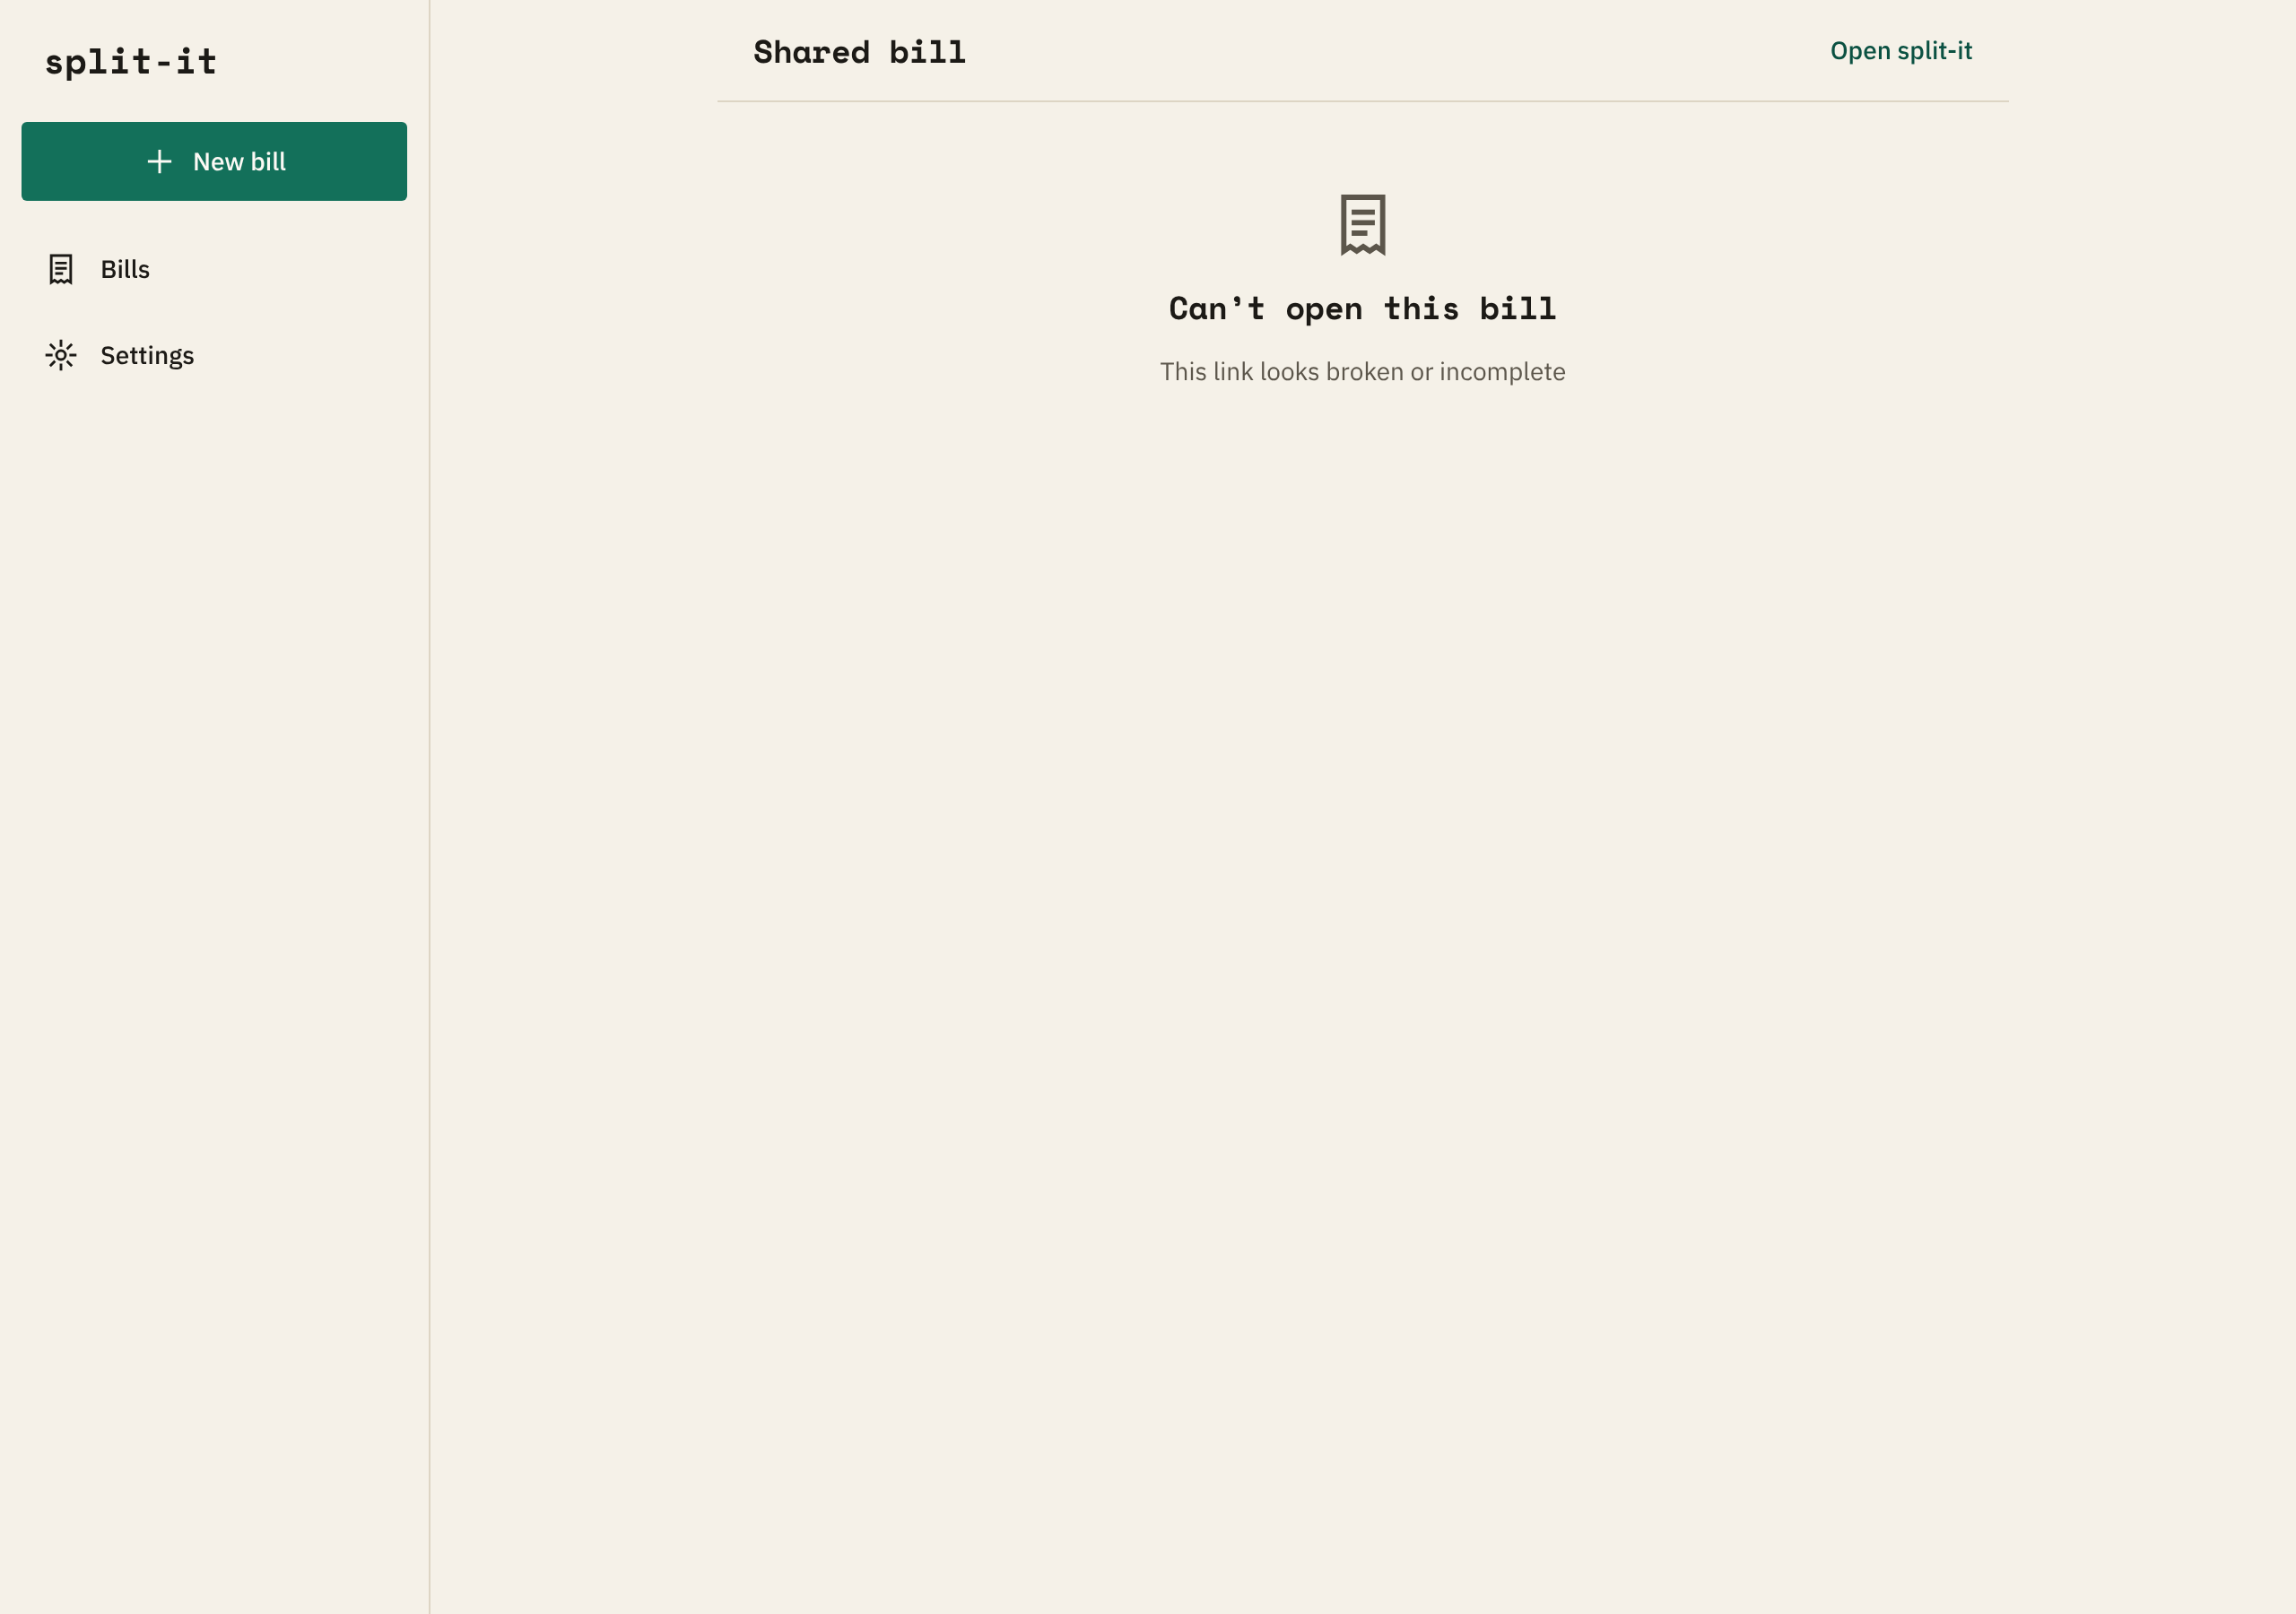 split-it
New bill
Bills
Settings
Shared bill
Open split-it
Can’t open this bill
This link looks broken or incomplete